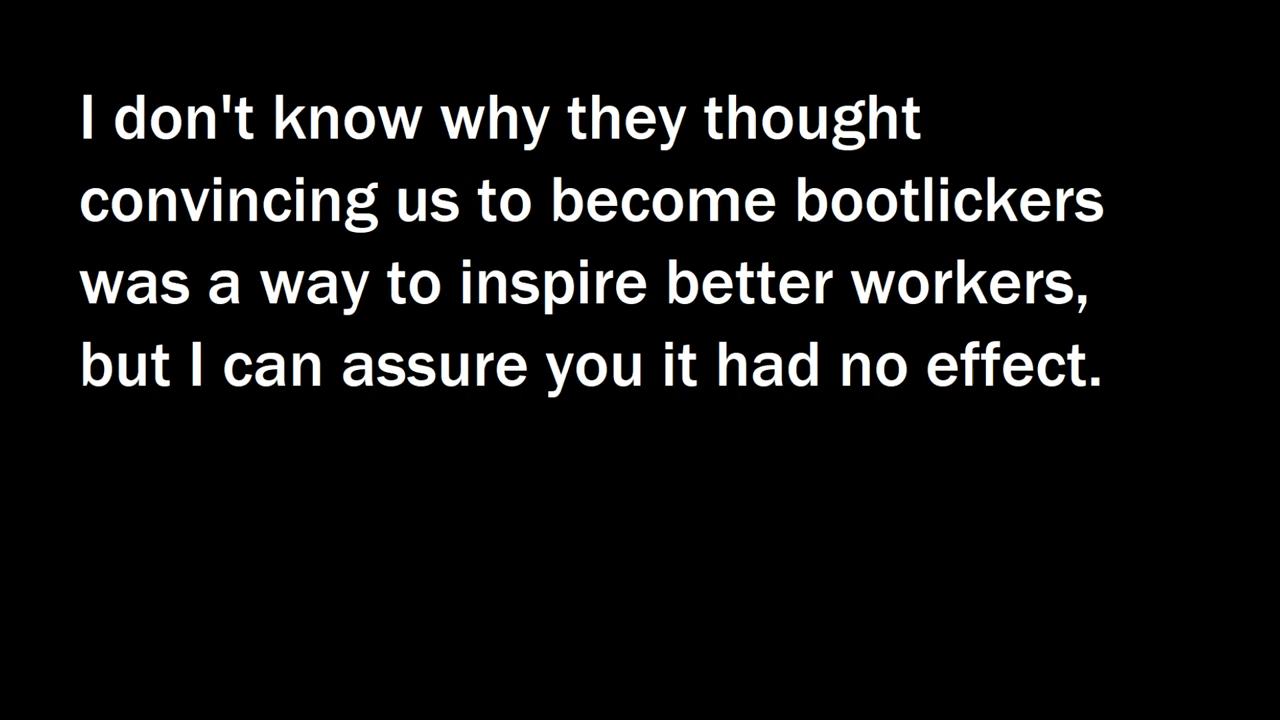 I don't know why they thought
convincing us to become bootlickers
was a way to inspire better workers,
but I can assure you it had no effect.